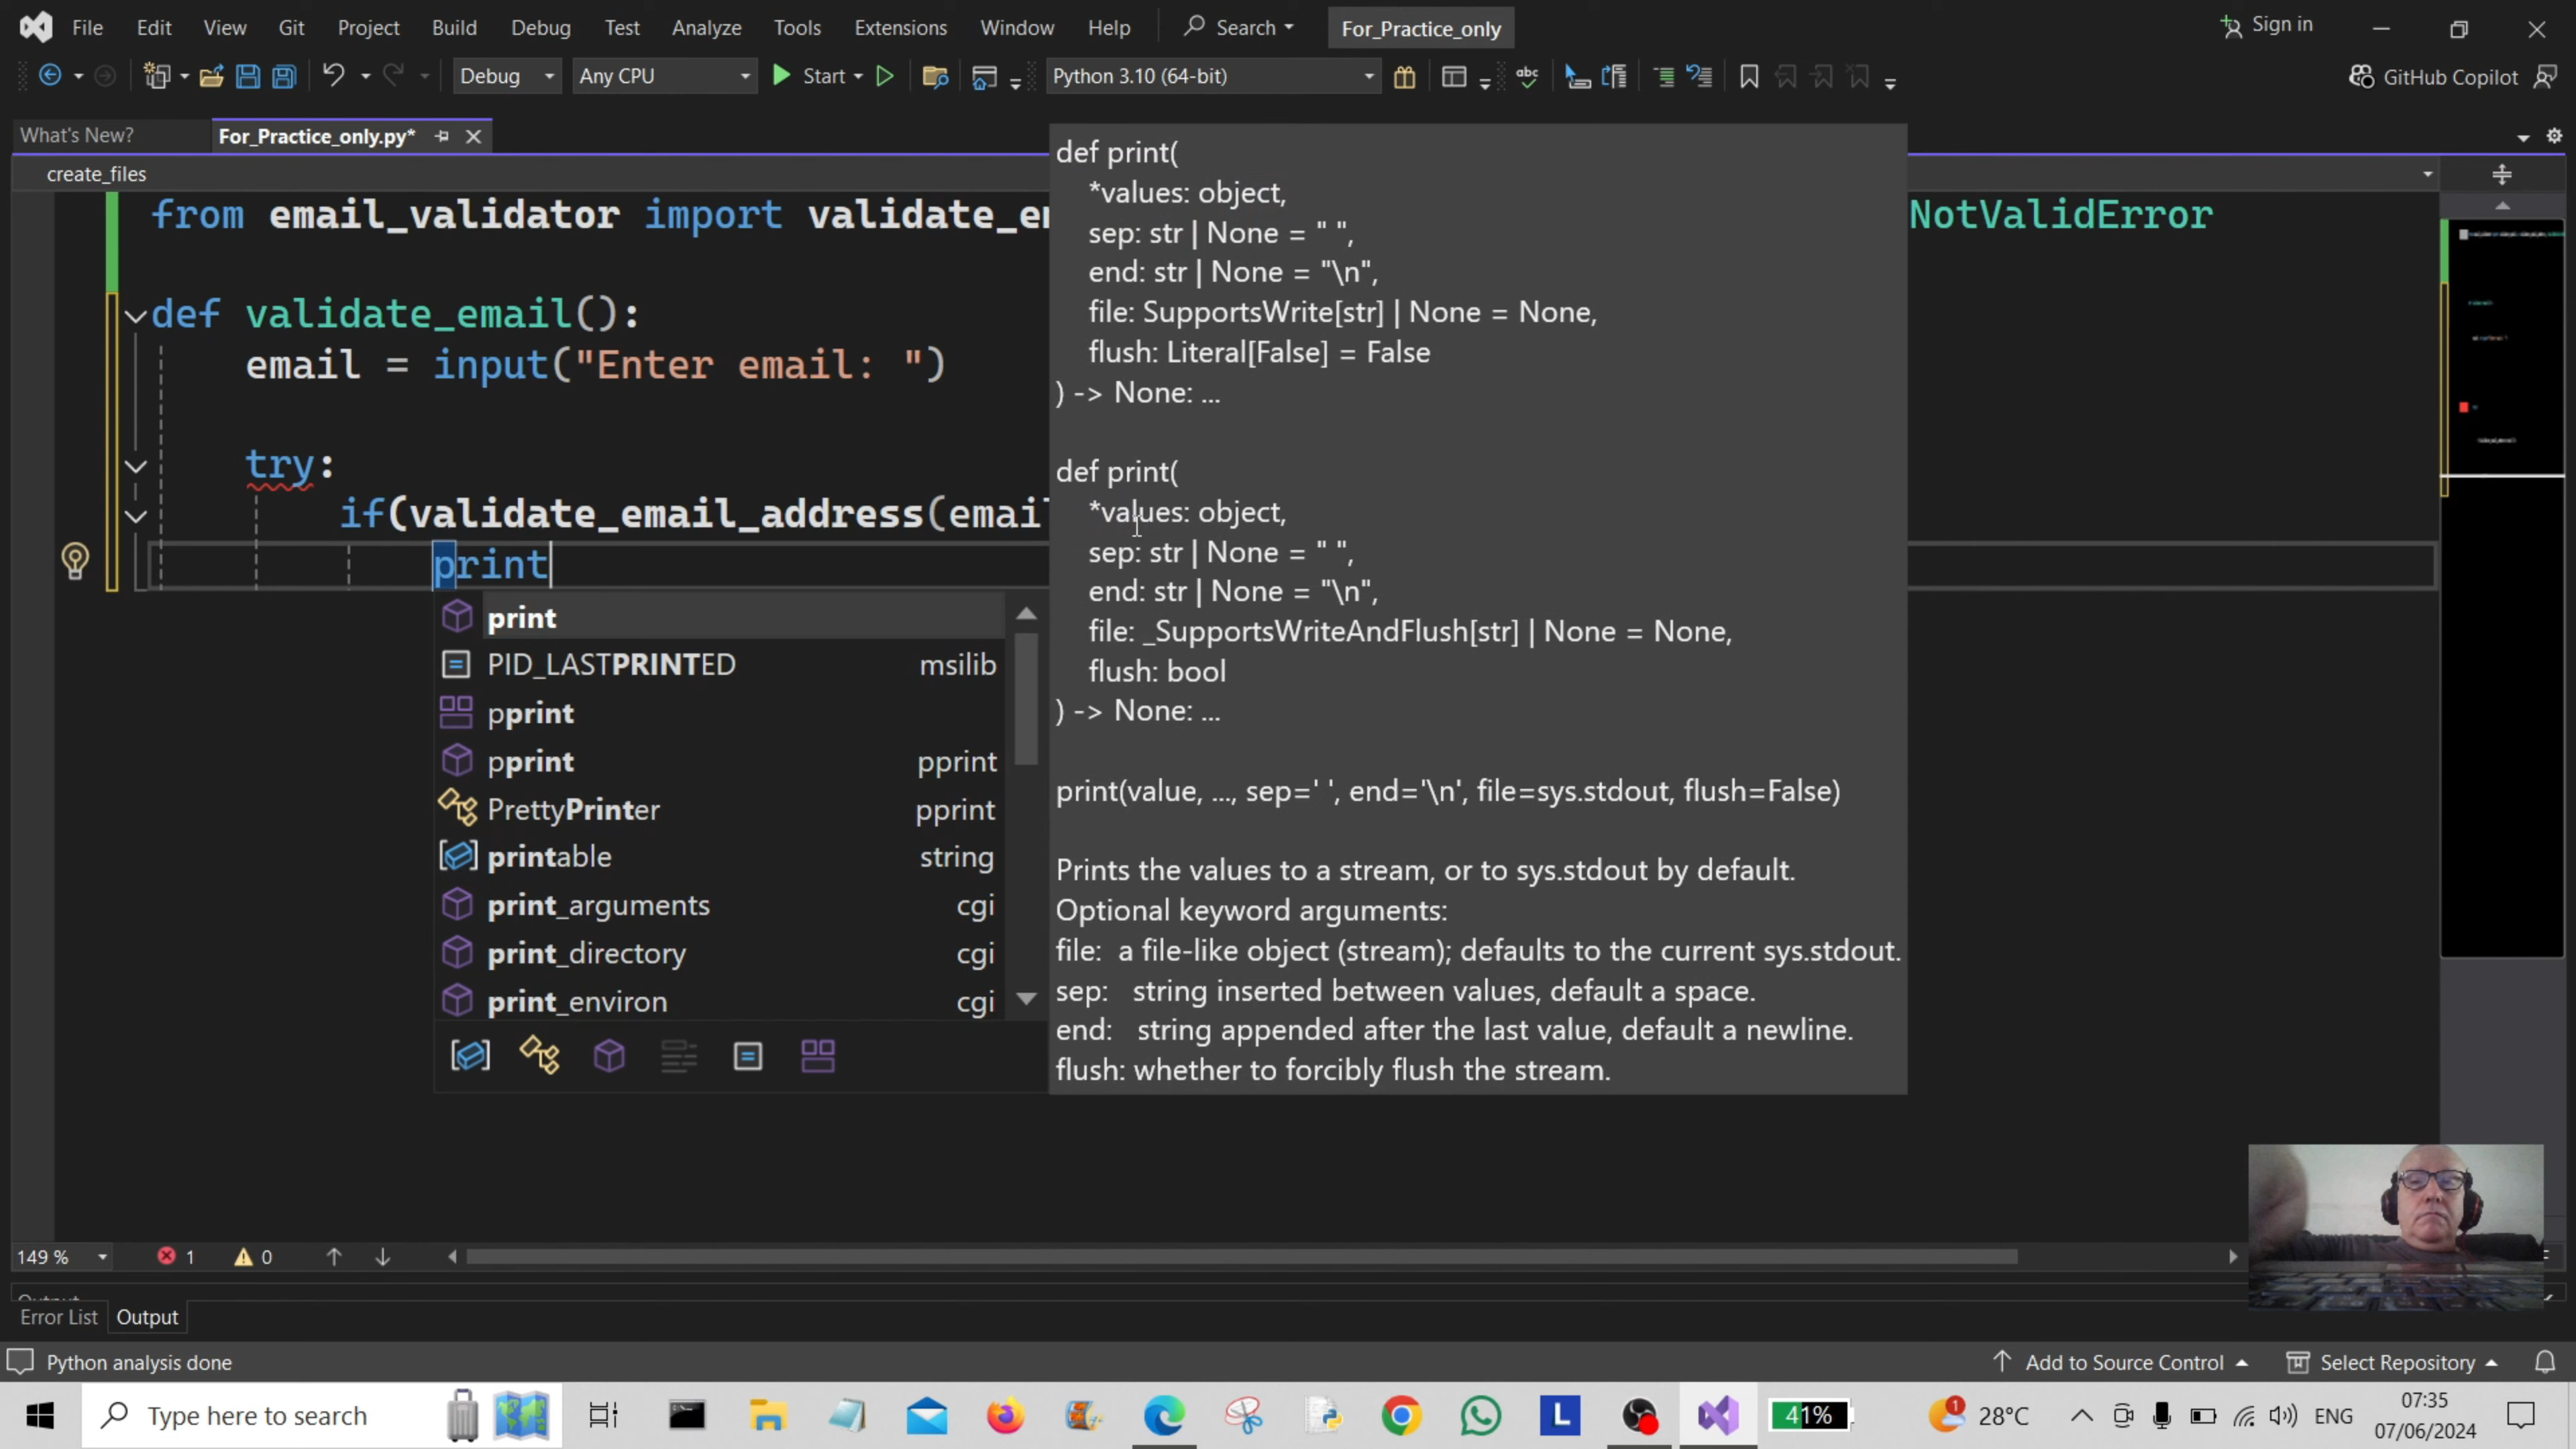 File Edit View Git Project Build Debug Test Analyze Tools Extensions Window Help Search For_Practice_only Sign in
Debug Any CPU Start Python 3.10 (64-bit) abc GitHub Copilot
What's New? For_Practice_only.py*
create_files
from email_validator import validate_em NotValidError
def validate_email():
email = input("Enter email: ")
try:
if(validate_email_address(email
print
print
PID_LASTPRINTED msilib
pprint
pprint pprint
PrettyPrinter pprint
printable string
print_arguments cgi
print_directory cgi
print_environ cgi
def print(
*values: object,
sep: str | None = " ",
end: str | None = "\n",
file: SupportsWrite[str] | None = None,
flush: Literal[False] = False
) -> None: ...
def print(
*values: object,
sep: str | None = " ",
end: str | None = "\n",
file: _SupportsWriteAndFlush[str] | None = None,
flush: bool
) -> None: ...
print(value, ..., sep=' ', end='\n', file=sys.stdout, flush=False)
Prints the values to a stream, or to sys.stdout by default.
Optional keyword arguments:
file: a file-like object (stream); defaults to the current sys.stdout.
sep: string inserted between values, default a space.
end: string appended after the last value, default a newline.
flush: whether to forcibly flush the stream.
149 % 1 0
Output
Error List Output
Python analysis done Add to Source Control Select Repository
Type here to search L 41% 1 28°C ENG 07:35
07/06/2024